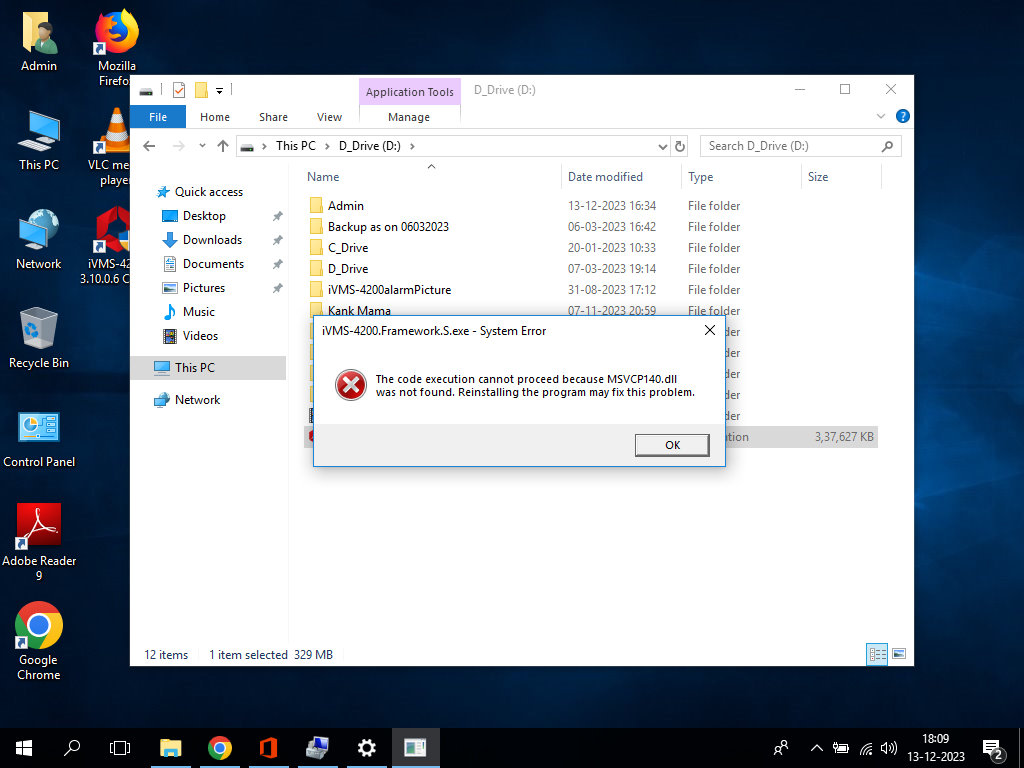 Admin
Mozilla
Firefo
This PC
VLC me
player
Network
iVMS-42
3.10.0.6 C
Recycle Bin
Control Panel
Adobe Reader
9
Google
Chrome
Application Tools
D_Drive (D:)
File
Home
Share
View
Manage
?
This PC
D_Drive (D:)
Search D_Drive (D:)
Quick access
Desktop
Downloads
Documents
Pictures
Music
Videos
This PC
Network
Name Date modified Type Size
Admin 13-12-2023 16:34 File folder
Backup as on 06032023 06-03-2023 16:42 File folder
C_Drive 20-01-2023 10:33 File folder
D_Drive 07-03-2023 19:14 File folder
iVMS-4200alarmPicture 31-08-2023 17:12 File folder
Kank Mama 07-11-2023 20:59 File folder
der
der
der
der
der
tion 3,37,627 KB
iVMS-4200.Framework.S.exe - System Error
The code execution cannot proceed because MSVCP140.dll
was not found. Reinstalling the program may fix this problem.
OK
12 items 1 item selected 329 MB
18:09
13-12-2023
2